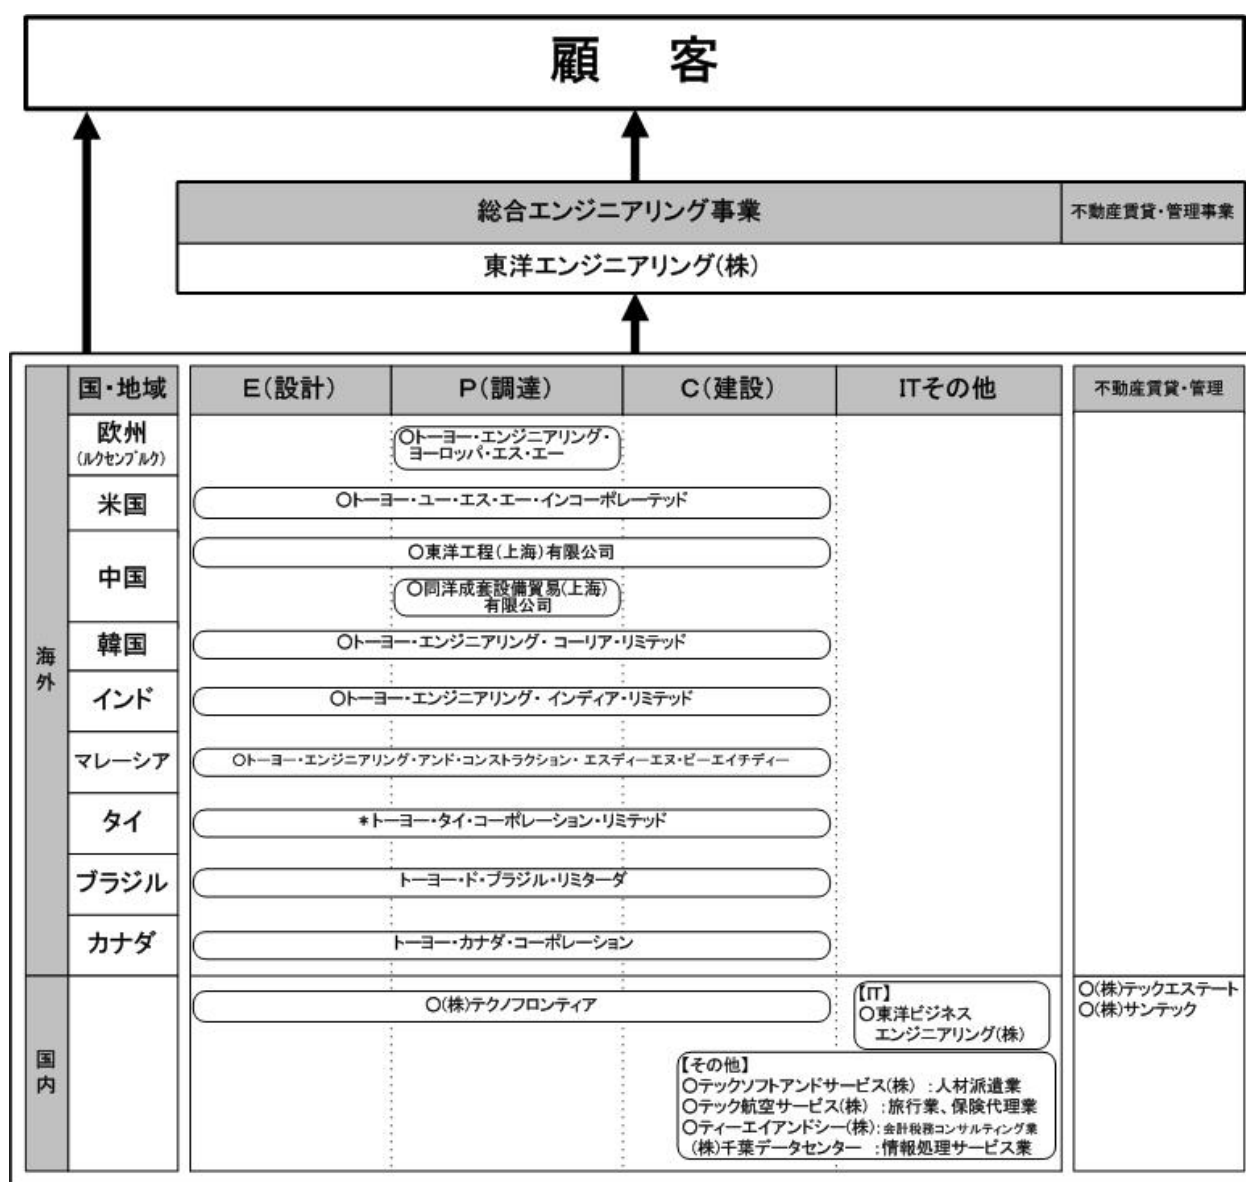 顧 客
総合エンジニアリング事業
不動産賃貸・管理事業
東洋エンジニアリング(株)
国・地域
E(設計)
P(調達)
C(建設)
ITその他
不動産賃貸・管理
海外
欧州
(ルクセンブルク)
○トーヨー・エンジニアリング・
ヨーロッパ・エス・エー
米国
○トーヨー・ユー・エス・エー・インコーポレーテッド
中国
○東洋工程(上海)有限公司
○同洋成套設備貿易(上海)
有限公司
韓国
○トーヨー・エンジニアリング・ コーリア・リミテッド
インド
○トーヨー・エンジニアリング・ インディア・リミテッド
マレーシア
○トーヨー・エンジニアリング・アンド・コンストラクション・ エスディーエヌ・ビーエイチディー
タイ
*トーヨー・タイ・コーポレーション・リミテッド
ブラジル
トーヨー・ド・ブラジル・リミターダ
カナダ
トーヨー・カナダ・コーポレーション
国内
○(株)テクノフロンティア
【IT】
○東洋ビジネス
エンジニアリング(株)
○(株)テックエステート
○(株)サンテック
【その他】
○テックソフトアンドサービス(株) :人材派遣業
○テック航空サービス(株) :旅行業、保険代理業
○ティーエイアンドシー(株):会計税務コンサルティング業
(株)千葉データセンター :情報処理サービス業